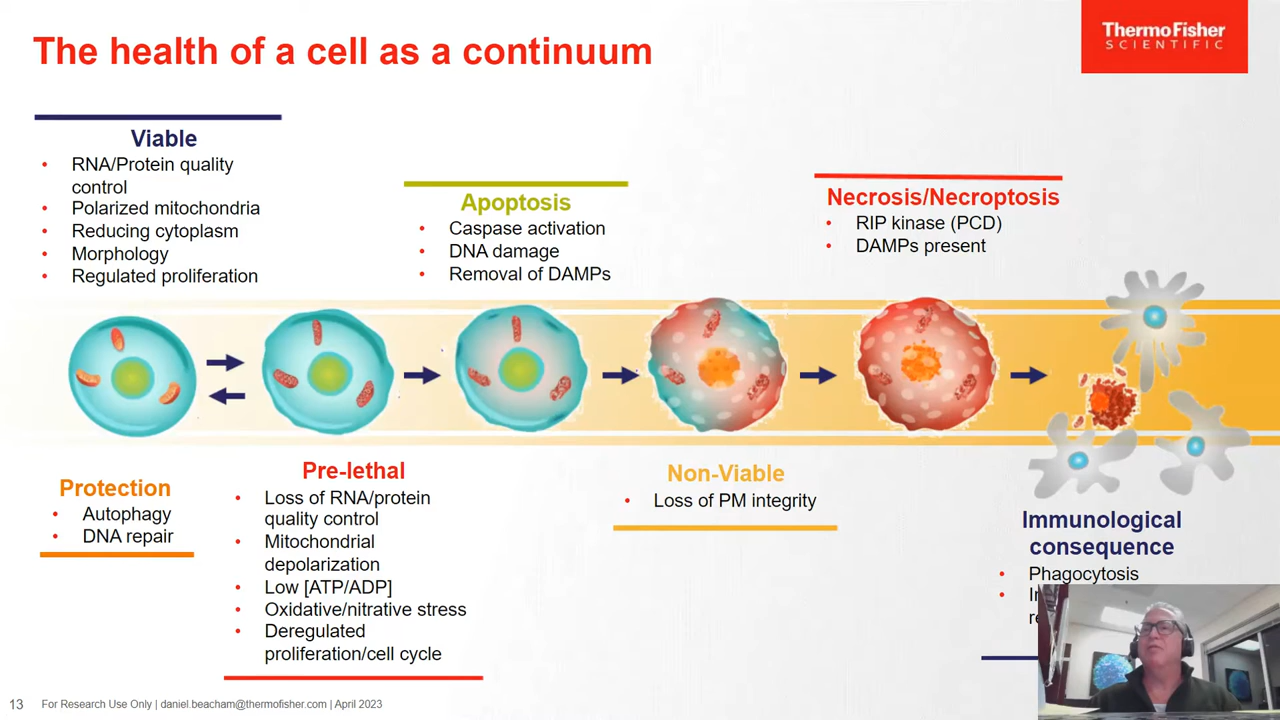 The health of a cell as a continuum
ThermoFisher
SCIENTIFIC
Viable
• RNA/Protein quality
control
• Polarized mitochondria
• Reducing cytoplasm
• Morphology
• Regulated proliferation
Apoptosis
• Caspase activation
• DNA damage
• Removal of DAMPs
Necrosis/Necroptosis
• RIP kinase (PCD)
• DAMPs present
Protection
• Autophagy
• DNA repair
Pre-lethal
• Loss of RNA/protein
quality control
• Mitochondrial
depolarization
• Low [ATP/ADP]
• Oxidative/nitrative stress
• Deregulated
proliferation/cell cycle
Non-Viable
• Loss of PM integrity
Immunological
consequence
• Phagocytosis
13 For Research Use Only | daniel.beacham@thermofisher.com | April 2023